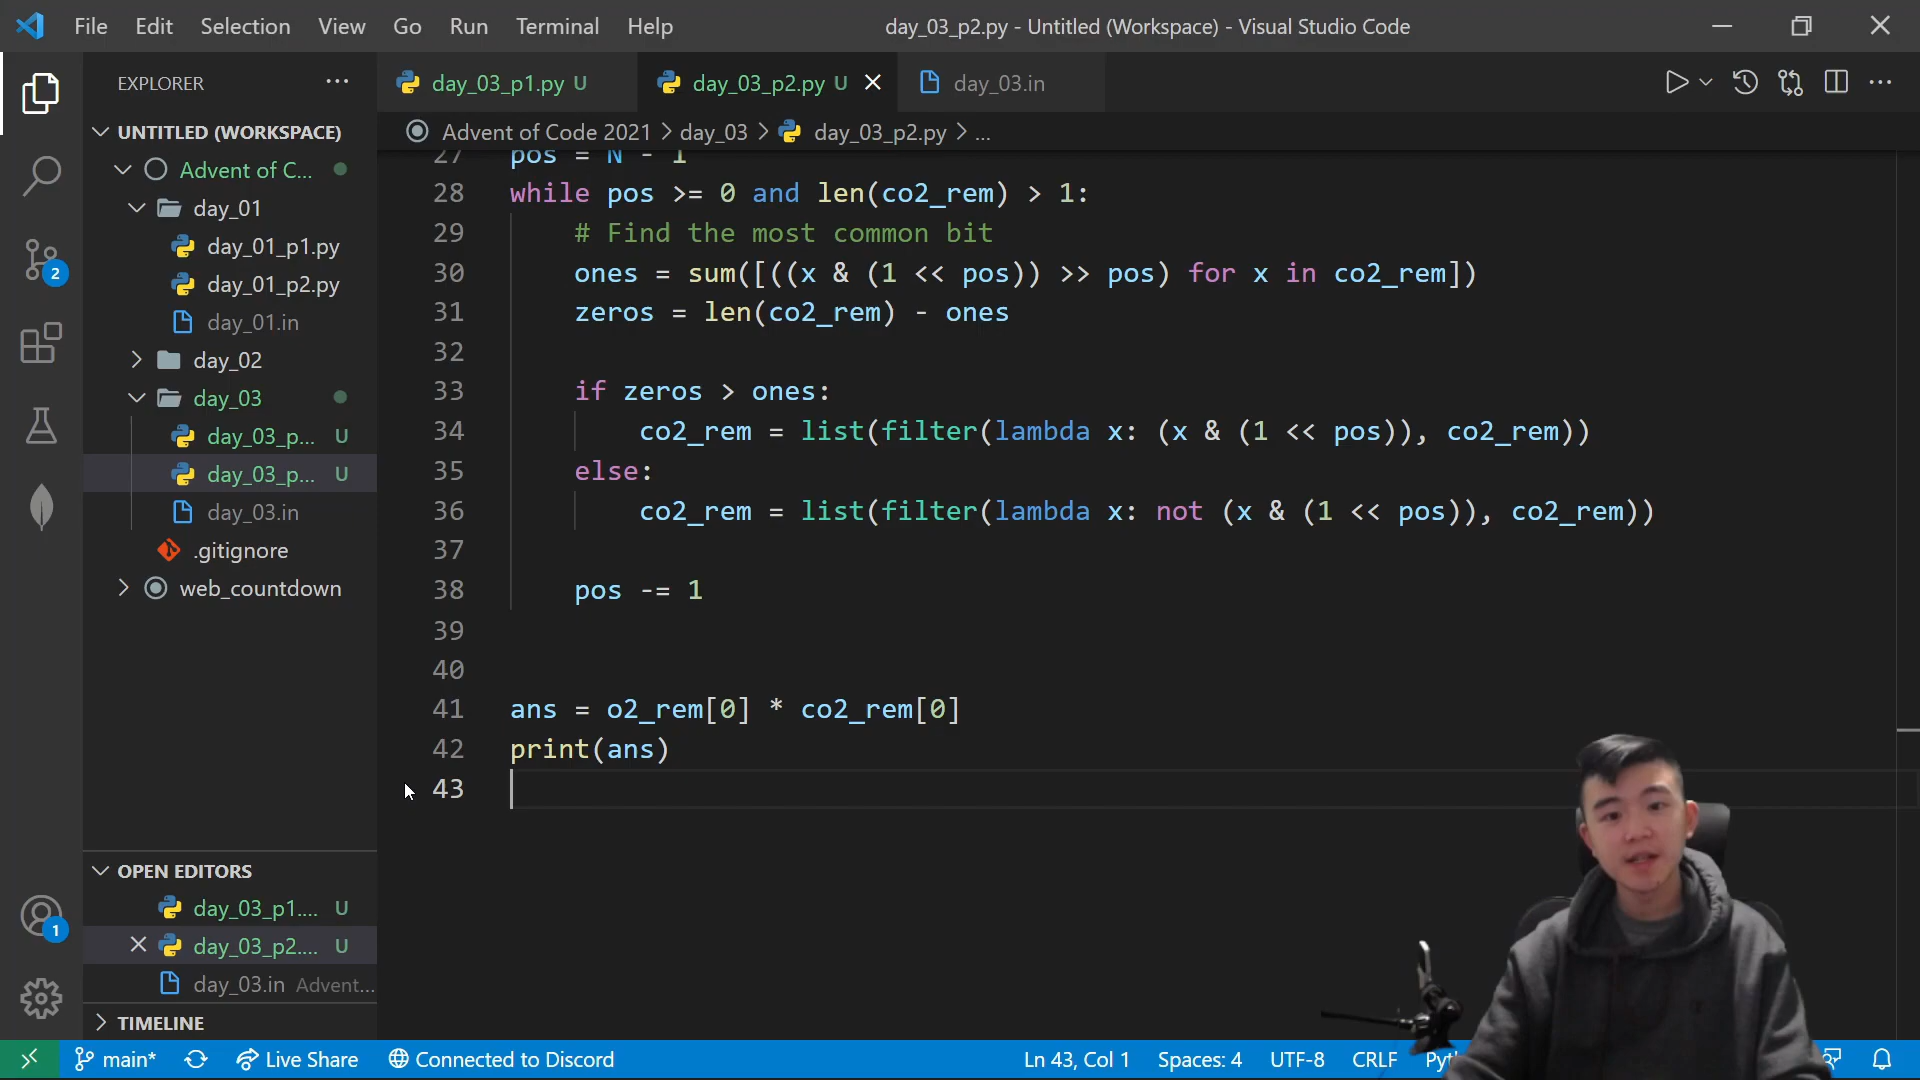 File Edit Selection View Go Run Terminal Help
day_03_p2.py - Untitled (Workspace) - Visual Studio Code
EXPLORER
UNTITLED (WORKSPACE)
Advent of C...
day_01
day_01_p1.py
day_01_p2.py
day_01.in
day_02
day_03
day_03_p... U
day_03_p... U
day_03.in
.gitignore
web_countdown
OPEN EDITORS
day_03_p1.... U
day_03_p2.... U
day_03.in Advent...
TIMELINE
2
1
day_03_p1.py U
day_03_p2.py U
day_03.in
Advent of Code 2021 > day_03 > day_03_p2.py > ...
27 pos = N - 1
28 while pos >= 0 and len(co2_rem) > 1:
29 # Find the most common bit
30 ones = sum([((x & (1 << pos)) >> pos) for x in co2_rem])
31 zeros = len(co2_rem) - ones
32
33 if zeros > ones:
34 co2_rem = list(filter(lambda x: (x & (1 << pos)), co2_rem))
35 else:
36 co2_rem = list(filter(lambda x: not (x & (1 << pos)), co2_rem))
37
38 pos -= 1
39
40
41 ans = o2_rem[0] * co2_rem[0]
42 print(ans)
43
main* Live Share Connected to Discord
Ln 43, Col 1 Spaces: 4 UTF-8 CRLF